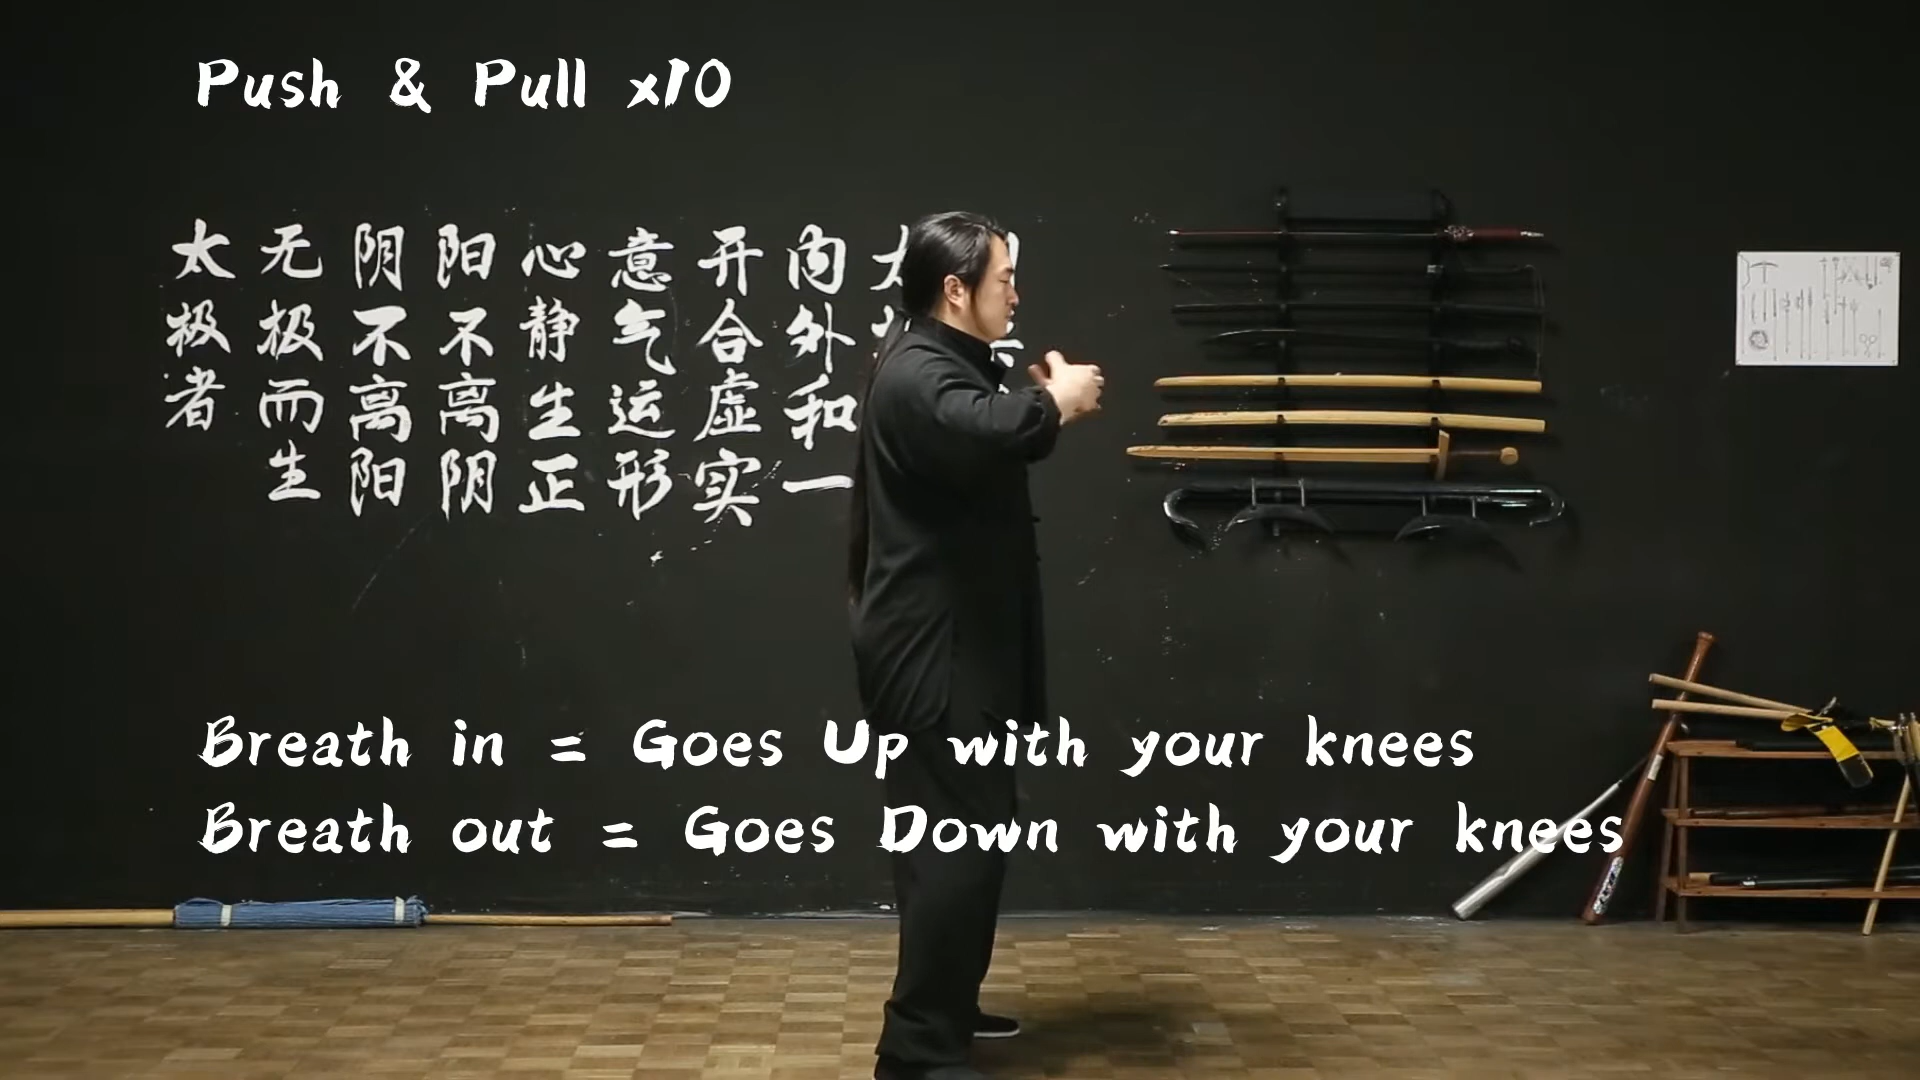 Push & Pull x10
太极者
无极而生
阴不离阳
阳不离阴
心静生正
意气运形
开合虚实
内外和一
Breath in = Goes Up with your knees
Breath out = Goes Down with your knees